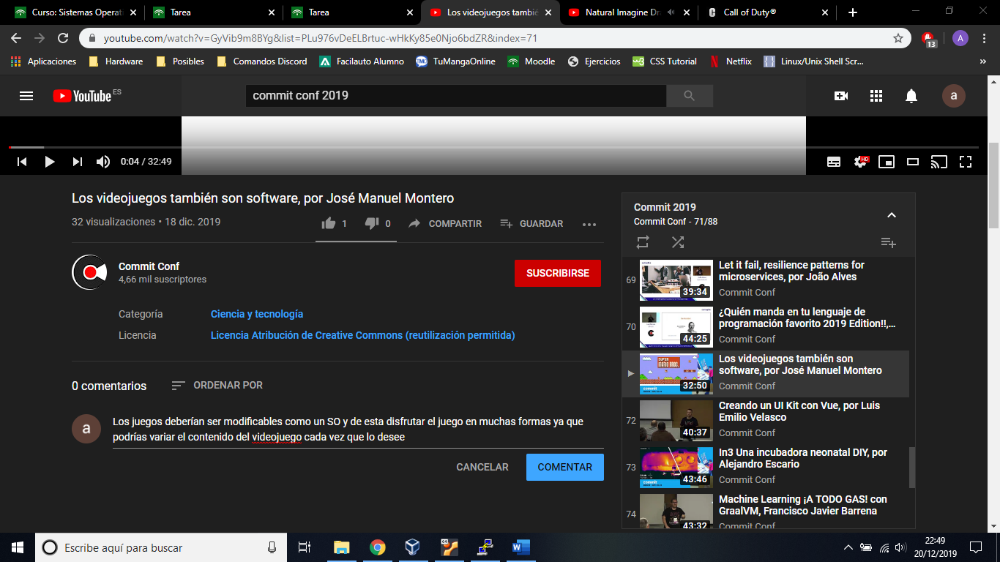 Curso: Sistemas Operat
Tarea
Tarea
Los videojuegos tambié
Natural Imagine Dr
Call of Duty®
youtube.com/watch?v=GyVib9m8BYg&list=PLu976vDeELBrtuc-wHkKy85e0Njo6bdZR&index=71
13
A
Aplicaciones
Hardware
Posibles
Comandos Discord
Facilauto Alumno
TuMangaOnline
Moodle
Ejercicios
CSS Tutorial
Netflix
Linux/Unix Shell Scr...
YouTube ES
commit conf 2019
a
0:04 / 32:49
HD
Los videojuegos también son software, por José Manuel Montero
32 visualizaciones • 18 dic. 2019
1
0
COMPARTIR
GUARDAR
Commit Conf
4,66 mil suscriptores
SUSCRIBIRSE
Categoría
Ciencia y tecnología
Licencia
Licencia Atribución de Creative Commons (reutilización permitida)
0 comentarios
ORDENAR POR
a
Los juegos deberían ser modificables como un SO y de esta disfrutar el juego en muchas formas ya que
podrías variar el contenido del videojuego cada vez que lo desee
CANCELAR
COMENTAR
Commit 2019
Commit Conf - 71/88
69
39:34
Let it fail, resilience patterns for
microservices, por João Alves
Commit Conf
70
44:25
¿Quién manda en tu lenguaje de
programación favorito 2019 Edition!!,...
Commit Conf
SUPER
MARIO BROS.
32:50
Los videojuegos también son
software, por José Manuel Montero
Commit Conf
72
40:37
Creando un UI Kit con Vue, por Luis
Emilio Velasco
Commit Conf
73
43:46
In3 Una incubadora neonatal DIY, por
Alejandro Escario
Commit Conf
74
43:32
Machine Learning ¡A TODO GAS! con
GraalVM, Francisco Javier Barrena
Commit Conf
Escribe aquí para buscar
64
22:49
20/12/2019